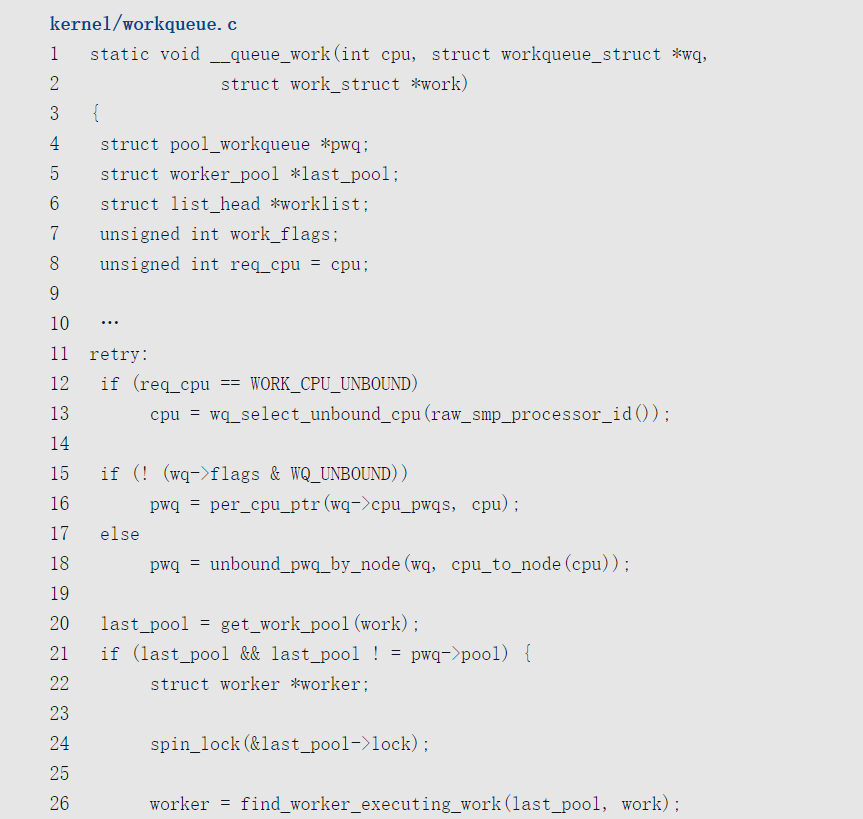 kernel/workqueue.c
1 static void __queue_work(int cpu, struct workqueue_struct *wq,
2 struct work_struct *work)
3 {
4 struct pool_workqueue *pwq;
5 struct worker_pool *last_pool;
6 struct list_head *worklist;
7 unsigned int work_flags;
8 unsigned int req_cpu = cpu;
9
10 …
11 retry:
12 if (req_cpu == WORK_CPU_UNBOUND)
13 cpu = wq_select_unbound_cpu(raw_smp_processor_id());
14
15 if (! (wq->flags & WQ_UNBOUND))
16 pwq = per_cpu_ptr(wq->cpu_pwqs, cpu);
17 else
18 pwq = unbound_pwq_by_node(wq, cpu_to_node(cpu));
19
20 last_pool = get_work_pool(work);
21 if (last_pool && last_pool ! = pwq->pool) {
22 struct worker *worker;
23
24 spin_lock(&last_pool->lock);
25
26 worker = find_worker_executing_work(last_pool, work);